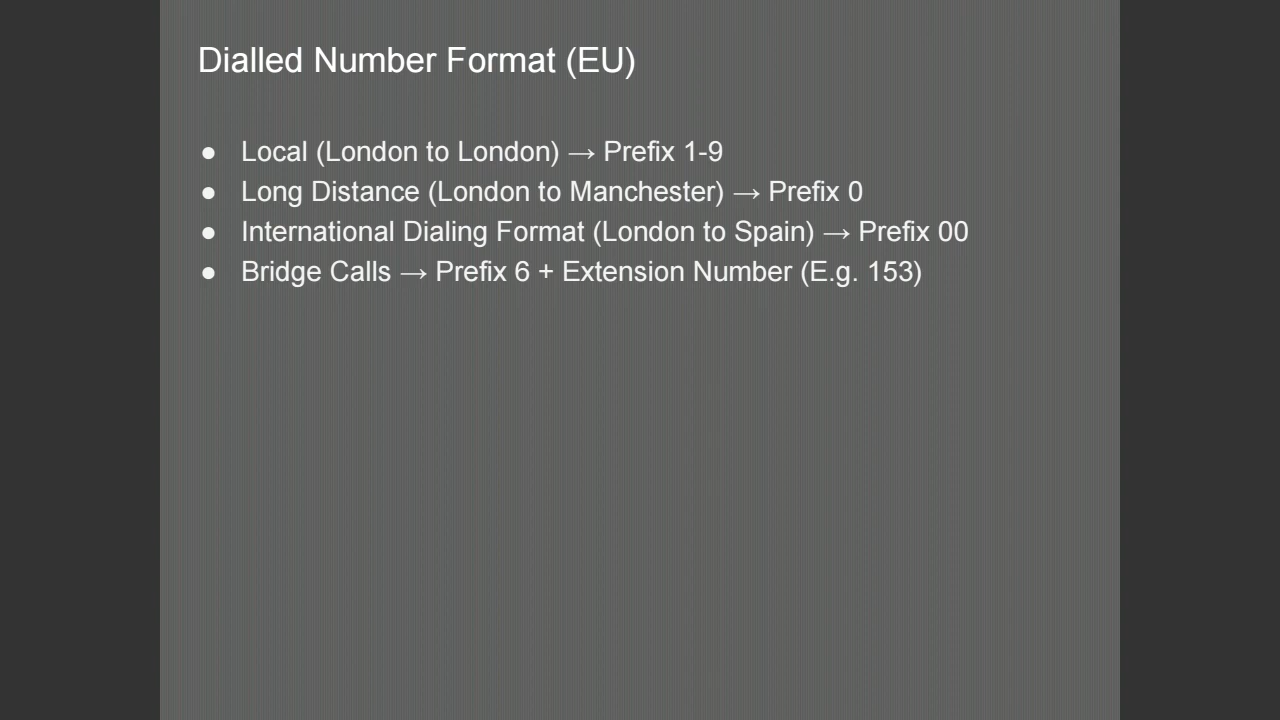 Dialled Number Format (EU)
● Local (London to London) → Prefix 1-9
● Long Distance (London to Manchester) → Prefix 0
● International Dialing Format (London to Spain) → Prefix 00
● Bridge Calls → Prefix 6 + Extension Number (E.g. 153)